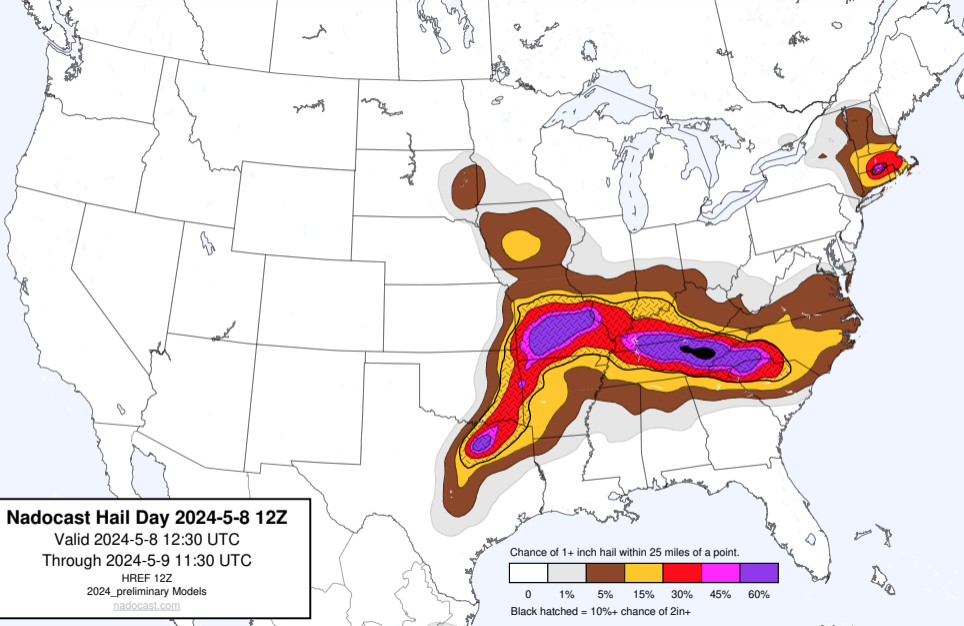 Nadocast Hail Day 2024-5-8 12Z
Valid 2024-5-8 12:30 UTC
Through 2024-5-9 11:30 UTC
HREF 12Z
2024_preliminary Models
nadocast.com
Chance of 1+ inch hail within 25 miles of a point.
0 1% 5% 15% 30% 45% 60%
Black hatched = 10%+ chance of 2in+